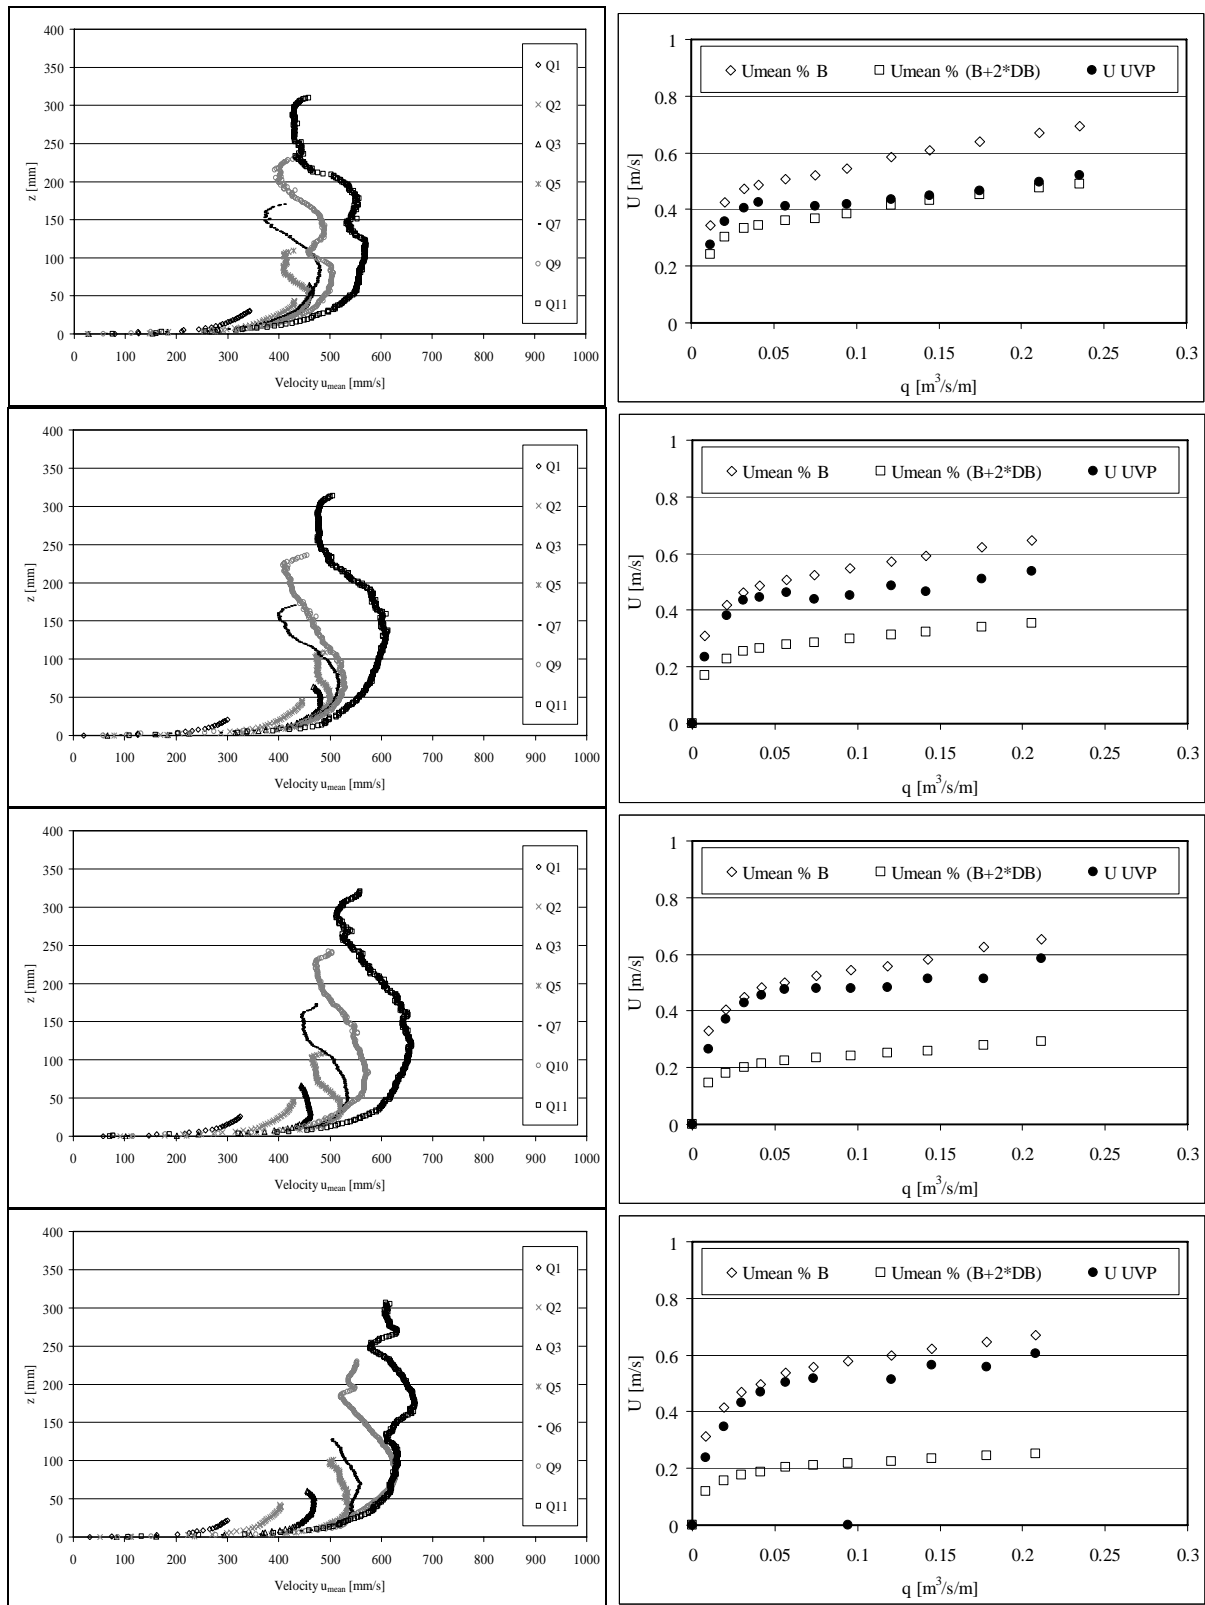 400
350
300
250
200
150
100
50
0
z [mm]
0 100 200 300 400 500 600 700 800 900 1000
Velocity u_mean [mm/s]
Q1
Q2
Q3
Q5
Q7
Q9
Q11
1
0.8
0.6
0.4
0.2
0
U [m/s]
Umean % B Umean % (B+2*DB) U UVP
0 0.05 0.1 0.15 0.2 0.25 0.3
q [m³/s/m]
400
350
300
250
200
150
100
50
0
z [mm]
0 100 200 300 400 500 600 700 800 900 1000
Velocity u_mean [mm/s]
Q1
Q2
Q3
Q5
Q7
Q9
Q11
1
0.8
0.6
0.4
0.2
0
U [m/s]
Umean % B Umean % (B+2*DB) U UVP
0 0.05 0.1 0.15 0.2 0.25 0.3
q [m³/s/m]
400
350
300
250
200
150
100
50
0
z [mm]
0 100 200 300 400 500 600 700 800 900 1000
Velocity u_mean [mm/s]
Q1
Q2
Q3
Q5
Q7
Q10
Q11
1
0.8
0.6
0.4
0.2
0
U [m/s]
Umean % B Umean % (B+2*DB) U UVP
0 0.05 0.1 0.15 0.2 0.25 0.3
q [m³/s/m]
400
350
300
250
200
150
100
50
0
z [mm]
0 100 200 300 400 500 600 700 800 900 1000
Velocity u_mean [mm/s]
Q1
Q2
Q3
Q5
Q6
Q9
Q11
1
0.8
0.6
0.4
0.2
0
U [m/s]
Umean % B Umean % (B+2*DB) U UVP
0 0.05 0.1 0.15 0.2 0.25 0.3
q [m³/s/m]